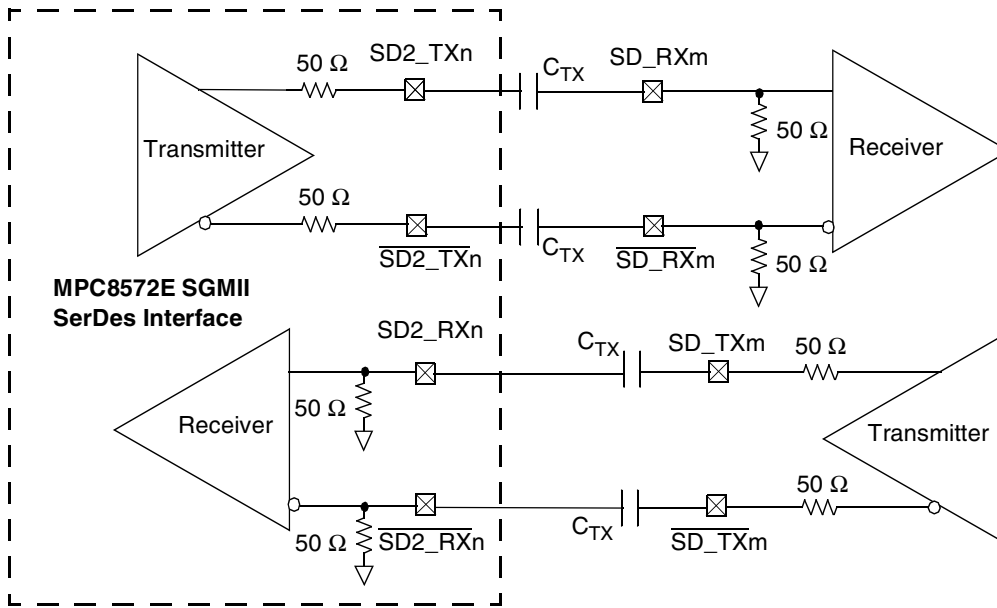 50 Ω
SD2_TXn
C_TX
SD_RXm
50 Ω
Transmitter
Receiver
50 Ω
SD2_TXn
C_TX
SD_RXm
50 Ω
MPC8572E SGMII
SerDes Interface
SD2_RXn
C_TX
SD_TXm
50 Ω
50 Ω
Receiver
Transmitter
50 Ω
50 Ω
SD2_RXn
C_TX
SD_TXm